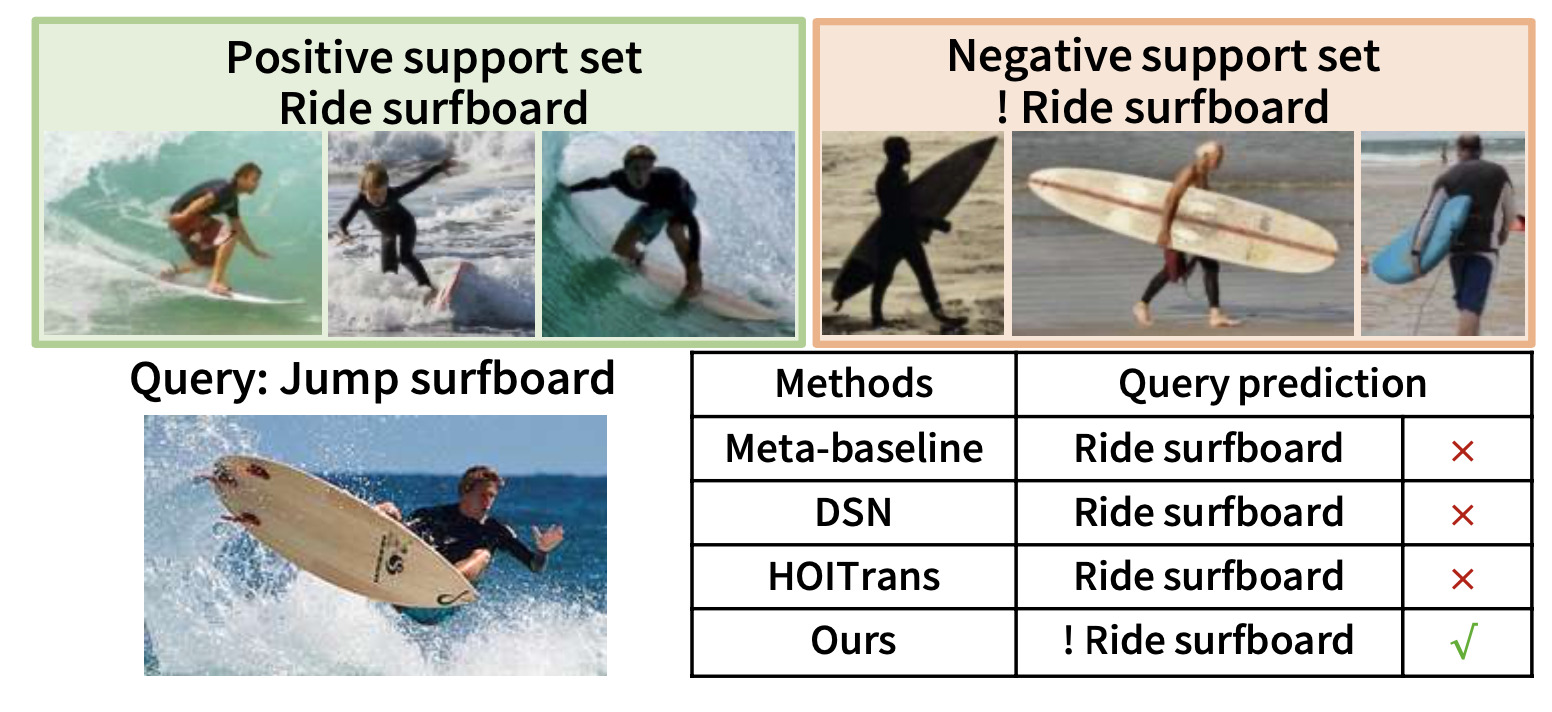 Positive support set
Ride surfboard
Negative support set
! Ride surfboard
Query: Jump surfboard
Methods Query prediction
Meta-baseline Ride surfboard ×
DSN Ride surfboard ×
HOITrans Ride surfboard ×
Ours ! Ride surfboard √